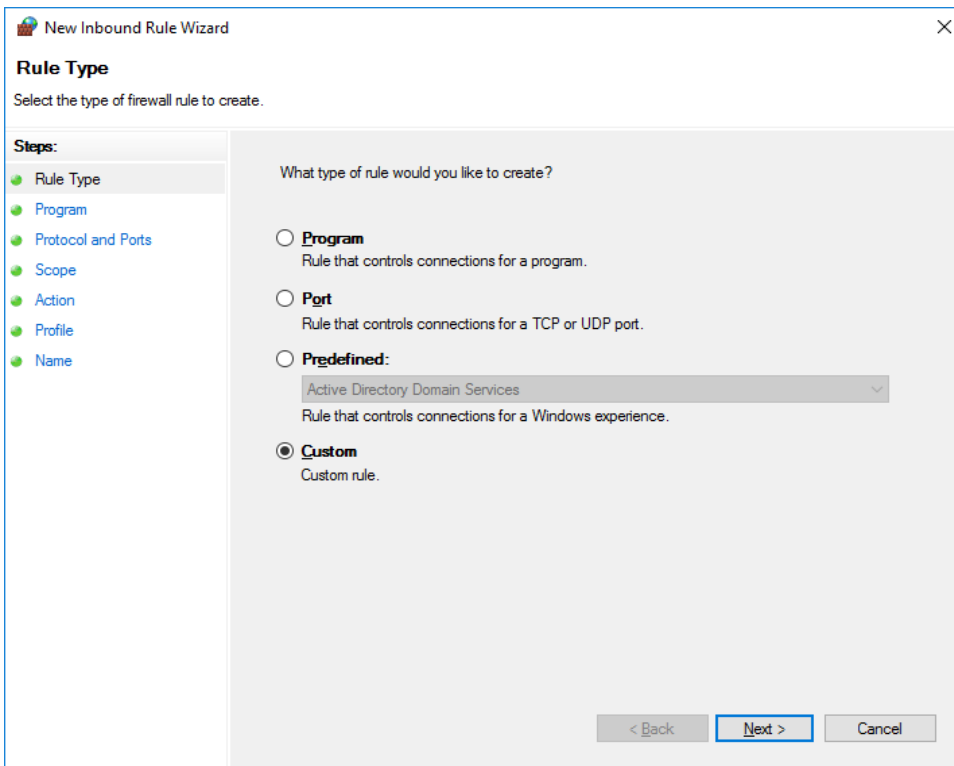 New Inbound Rule Wizard
Rule Type
Select the type of firewall rule to create.
Steps:
Rule Type
Program
Protocol and Ports
Scope
Action
Profile
Name
What type of rule would you like to create?
Program
Rule that controls connections for a program.
Port
Rule that controls connections for a TCP or UDP port.
Predefined:
Active Directory Domain Services
Rule that controls connections for a Windows experience.
Custom
Custom rule.
< Back Next > Cancel